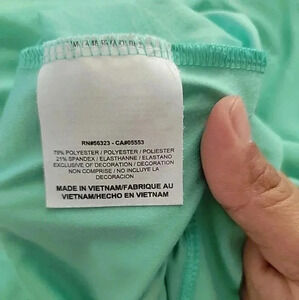 RN#56323 - CA#05553
79% POLYESTER / POLYESTER / POLIESTER
21% SPANDEX / ELASTHANNE / ELASTANO
EXCLUSIVE OF DECORATION / DECORATION
NON COMPRISE / NO INCLUYE LA
DECORACION
MADE IN VIETNAM/FABRIQUE AU
VIETNAM/HECHO EN VIETNAM